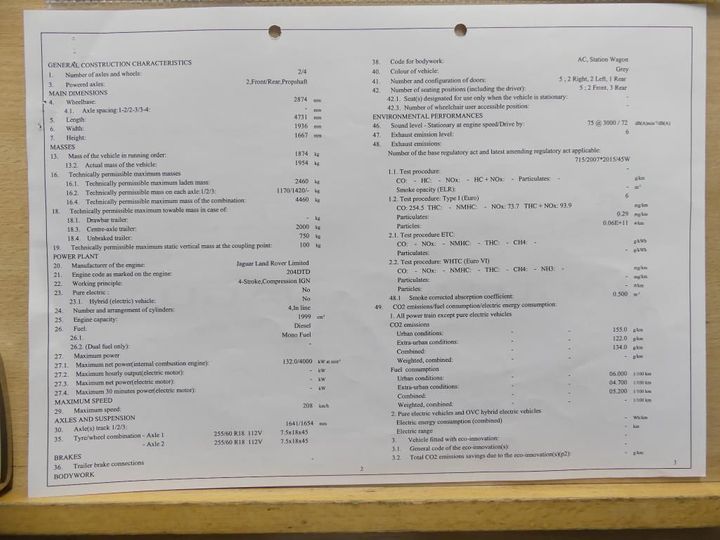 GENERAL CONSTRUCTION CHARACTERISTICS
1. Number of axles and wheels: 2/4
3. Powered axles: 2,Front/Rear,Propshaft
MAIN DIMENSIONS
4. Wheelbase: 2874 mm
4.1. Axle spacing:1-2/2-3/3-4: - mm
5. Length: 4731 mm
6. Width: 1936 mm
7. Height: 1667 mm
MASSES
13. Mass of the vehicle in running order: 1874 kg
13.2. Actual mass of the vehicle: 1954 kg
16. Technically permissible maximum masses
16.1. Technically permissible maximum laden mass: 2460 kg
16.2. Technically permissible mass on each axle:1/2/3: 1170/1420/- kg
16.4. Technically permissible maximum mass of the combination: 4460 kg
18. Technically permissible maximum towable mass in case of:
18.1. Drawbar trailer: - kg
18.3. Centre-axle trailer: 2000 kg
18.4. Unbraked trailer: 750 kg
19. Technically permissible maximum static vertical mass at the coupling point: 100 kg
POWER PLANT
20. Manufacturer of the engine: Jaguar Land Rover Limited
21. Engine code as marked on the engine: 204DTD
22. Working principle: 4-Stroke,Compression IGN
23. Pure electric : No
23.1. Hybrid (electric) vehicle: No
24. Number and arrangement of cylinders: 4,In line
25. Engine capacity: 1999 cm³
26. Fuel: Diesel
26.1. Mono Fuel
26.2. (Dual fuel only): -
27. Maximum power
27.1. Maximum net power(internal combustion engine): 132.0/4000 kW at min¹
27.2. Maximum hourly output(electric motor): - kW
27.3. Maximum net power(electric motor): - kW
27.4. Maximum 30 minutes power(electric motor): - kW
MAXIMUM SPEED
29. Maximum speed: 208 km/h
AXLES AND SUSPENSION
30. Axle(s) track 1/2/3: 1641/1654 mm
35. Tyre/wheel combination - Axle 1 255/60 R18 112V 7.5x18x45
- Axle 2 255/60 R18 112V 7.5x18x45
BRAKES
36. Trailer brake connections -
BODYWORK
2
38. Code for bodywork: AC, Station Wagon
40. Colour of vehicle: Grey
41. Number and configuration of doors: 5 , 2 Right, 2 Left, 1 Rear
42. Number of seating positions (including the driver): 5 ; 2 Front, 3 Rear
42.1. Seat(s) designated for use only when the vehicle is stationary: -
42.3. Number of wheelchair user accessible position: -
ENVIRONMENTAL PERFORMANCES
46. Sound level - Stationary at engine speed/Drive by: 75 @ 3000 / 72 dB(A)min¹/dB(A)
47. Exhaust emission level: 6
48. Exhaust emissions:
Number of the base regulatory act and latest amending regulatory act applicable:
715/2007*2015/45W
1.1. Test procedure: -
CO: - HC: - NOx: - HC + NOx: - Particulates: - g/km
Smoke opacity (ELR): - m¹
1.2. Test procedure: Type I (Euro) 6
CO: 254.5 THC: - NMHC: - NOx: 73.7 THC + NOx: 93.9 mg/km
Particulates: 0.29 mg/km
Particles: 0.06E+11 #/km
2.1. Test procedure ETC:
CO: - NOx: - NMHC: - THC: - CH4: - g/kWh
Particulates: - g/kWh
2.2. Test procedure: WHTC (Euro VI)
CO: - NOx: - NMHC: - THC: - CH4: - NH3: - mg/km
Particulates: - mg/km
Particles: - #/km
48.1 Smoke corrected absorption coefficient: 0.500 m¹
49. CO2 emissions/fuel consumption/electric energy consumption:
1. All power train except pure electric vehicles
CO2 emissions
Urban conditions: - - 155.0 g/km
Extra-urban conditions: - - 122.0 g/km
Combined: - - 134.0 g/km
Weighted, combined: - - - g/km
Fuel consumption
Urban conditions: - - 06.000 l/100 km
Extra-urban conditions: - - 04.700 l/100 km
Combined: - - 05.200 l/100 km
Weighted, combined: - - - l/100 km
2. Pure electric vehicles and OVC hybrid electric vehicles
Electric energy consumption (combined) - Wh/km
Electric range - km
3. Vehicle fitted with eco-innovation: -
3.1. General code of the eco-innovation(s): -
3.2. Total CO2 emissions savings due to the eco-innovation(s)(p2): - g/km
3